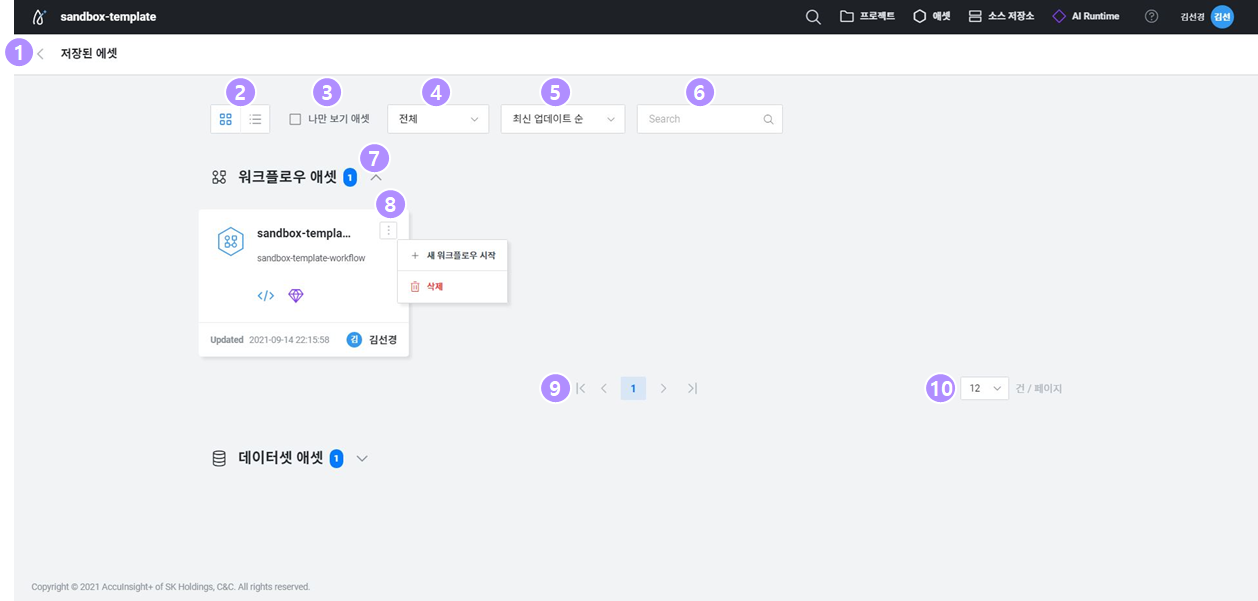 sandbox-template 프로젝트 애셋 소스 저장소 AI Runtime ? 김선경 김선
1 저장된 에셋
2 3 4 5 6
나만 보기 애셋 전체 최신 업데이트 순 Search
7
워크플로우 애셋 1
8
sandbox-templa...
sandbox-template-workflow
+ 새 워크플로우 시작
삭제
</>
Updated 2021-09-14 22:15:58 김 김선경
9 1 10 12 건 / 페이지
데이터셋 애셋 1
Copyright © 2021 AccuInsight+ of SK Holdings, C&C. All rights reserved.